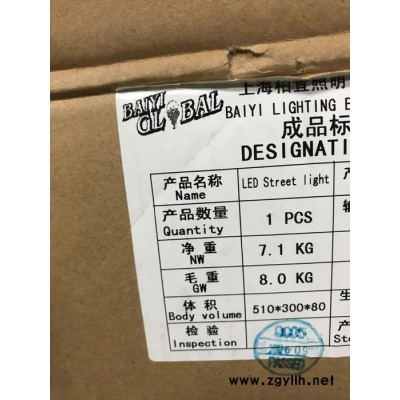 BAIYI
GLOBAL
上海柏宜照明
BAIYI LIGHTING E
成品标
DESIGNATI
产品名称
Name
LED Street light
产品数量
Quantity
1 PCS
净 重
NW
7.1 KG
毛 重
GW
8.0 KG
体 积
Body volume
510*300*80
检 验
Inspection
QC05
PASSED
www.zgyllh.net